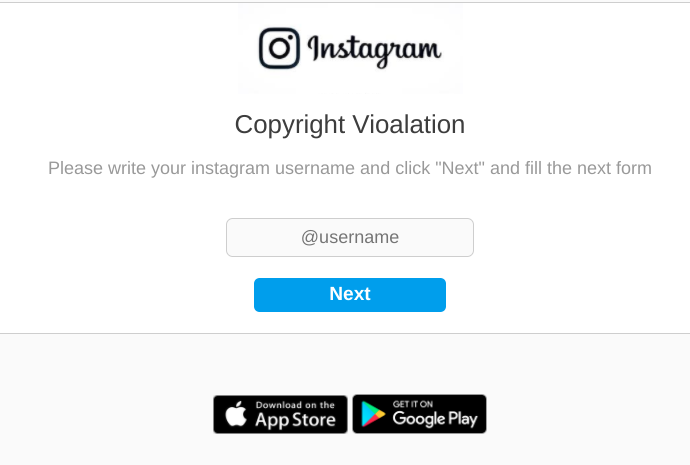 Instagram
Copyright Vioalation
Please write your instagram username and click "Next" and fill the next form
@username
Next
Download on the
App Store
GET IT ON
Google Play